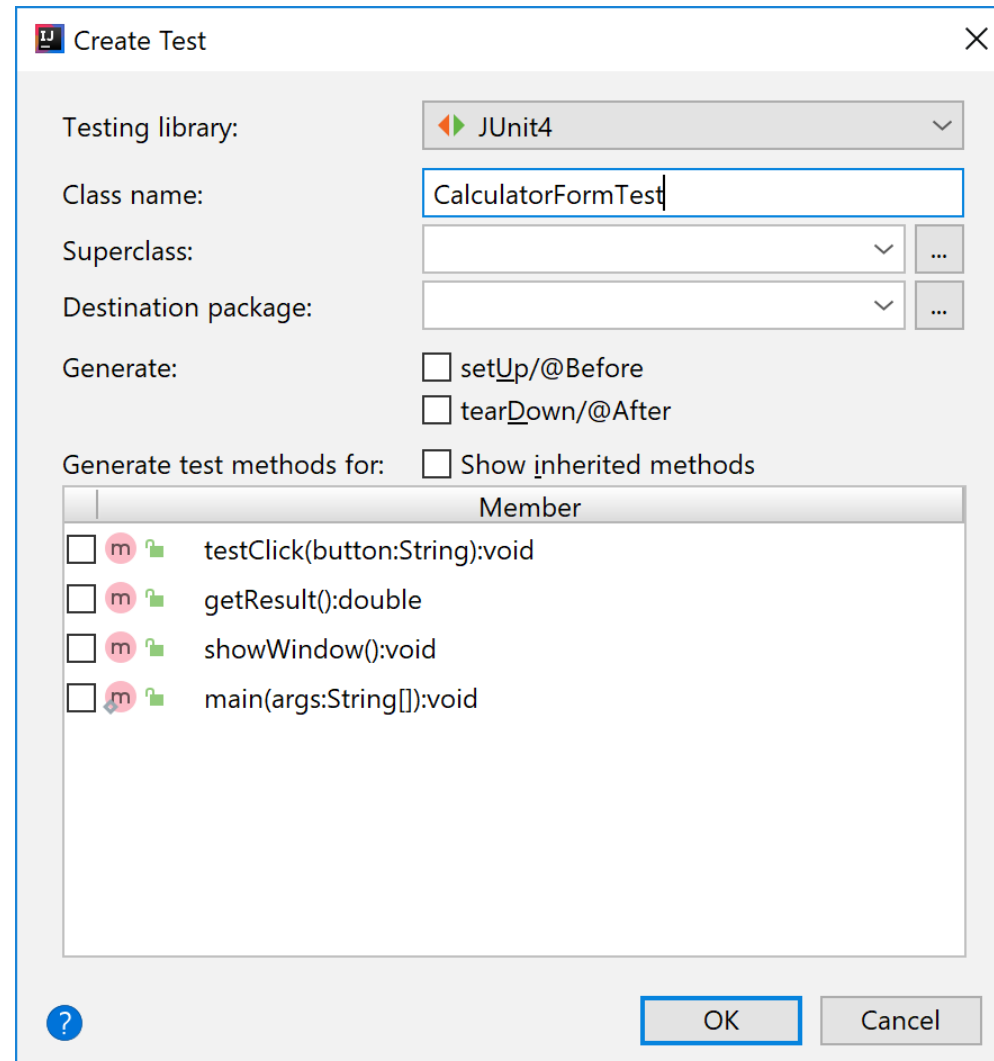 IJ Create Test
Testing library: JUnit4
Class name: CalculatorFormTest
Superclass: ...
Destination package: ...
Generate: setUp/@Before
tearDown/@After
Generate test methods for: Show inherited methods
Member
m testClick(button:String):void
m getResult():double
m showWindow():void
m main(args:String[]):void
? OK Cancel